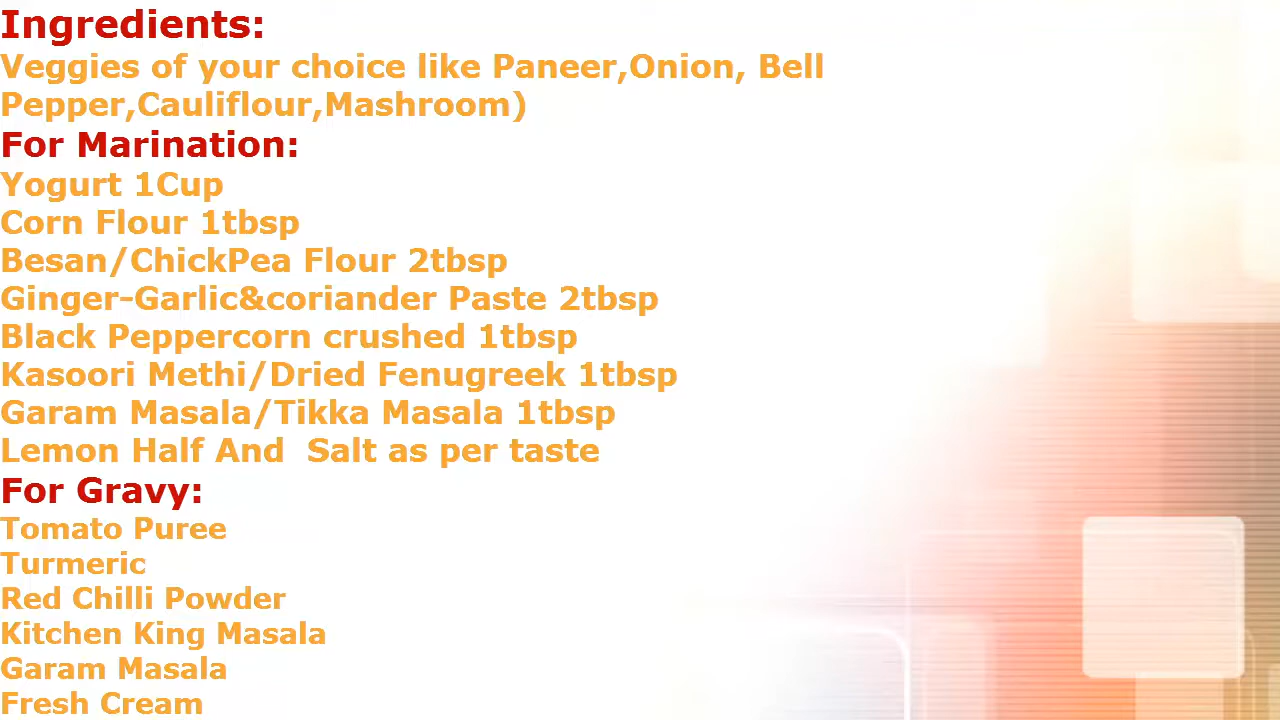 Ingredients:
Veggies of your choice like Paneer,Onion, Bell
Pepper,Cauliflour,Mashroom)
For Marination:
Yogurt 1Cup
Corn Flour 1tbsp
Besan/ChickPea Flour 2tbsp
Ginger-Garlic&coriander Paste 2tbsp
Black Peppercorn crushed 1tbsp
Kasoori Methi/Dried Fenugreek 1tbsp
Garam Masala/Tikka Masala 1tbsp
Lemon Half And  Salt as per taste
For Gravy:
Tomato Puree
Turmeric
Red Chilli Powder
Kitchen King Masala
Garam Masala
Fresh Cream